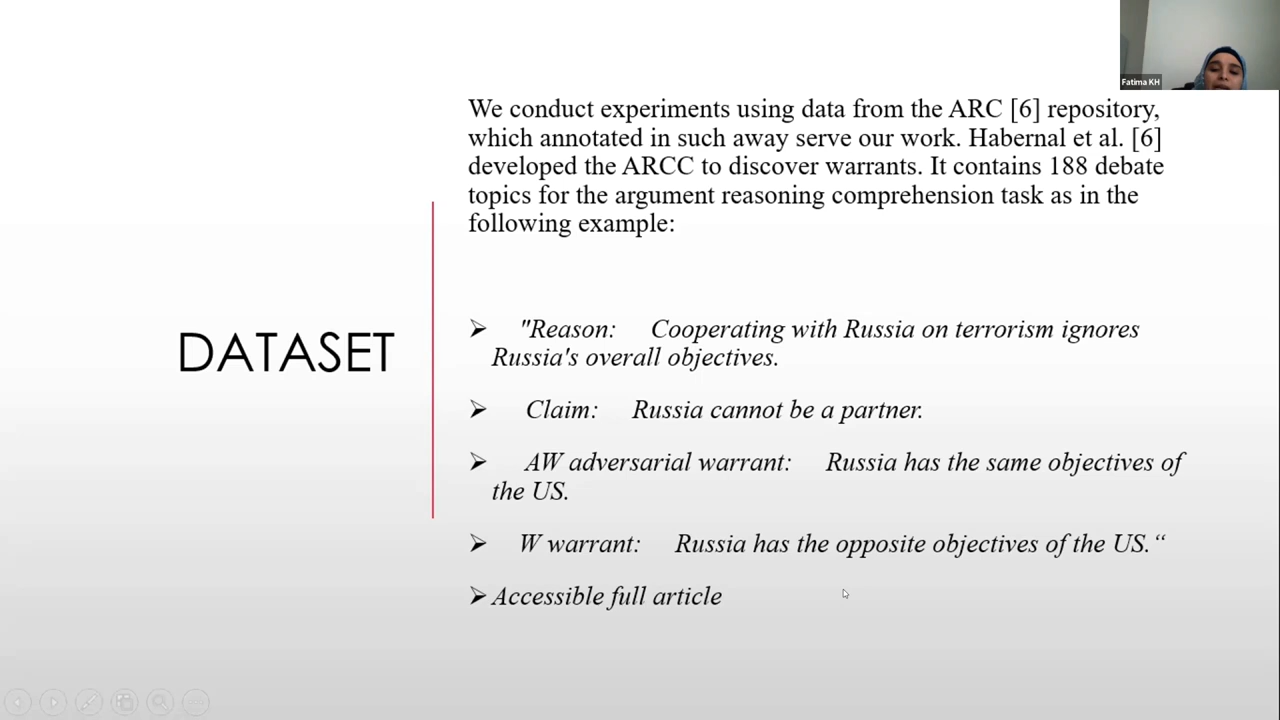 Fatima KH
We conduct experiments using data from the ARC [6] repository,
which annotated in such away serve our work. Habernal et al. [6]
developed the ARCC to discover warrants. It contains 188 debate
topics for the argument reasoning comprehension task as in the
following example:
DATASET
"Reason: Cooperating with Russia on terrorism ignores
Russia's overall objectives.
Claim: Russia cannot be a partner.
AW adversarial warrant: Russia has the same objectives of
the US.
W warrant: Russia has the opposite objectives of the US.“
Accessible full article